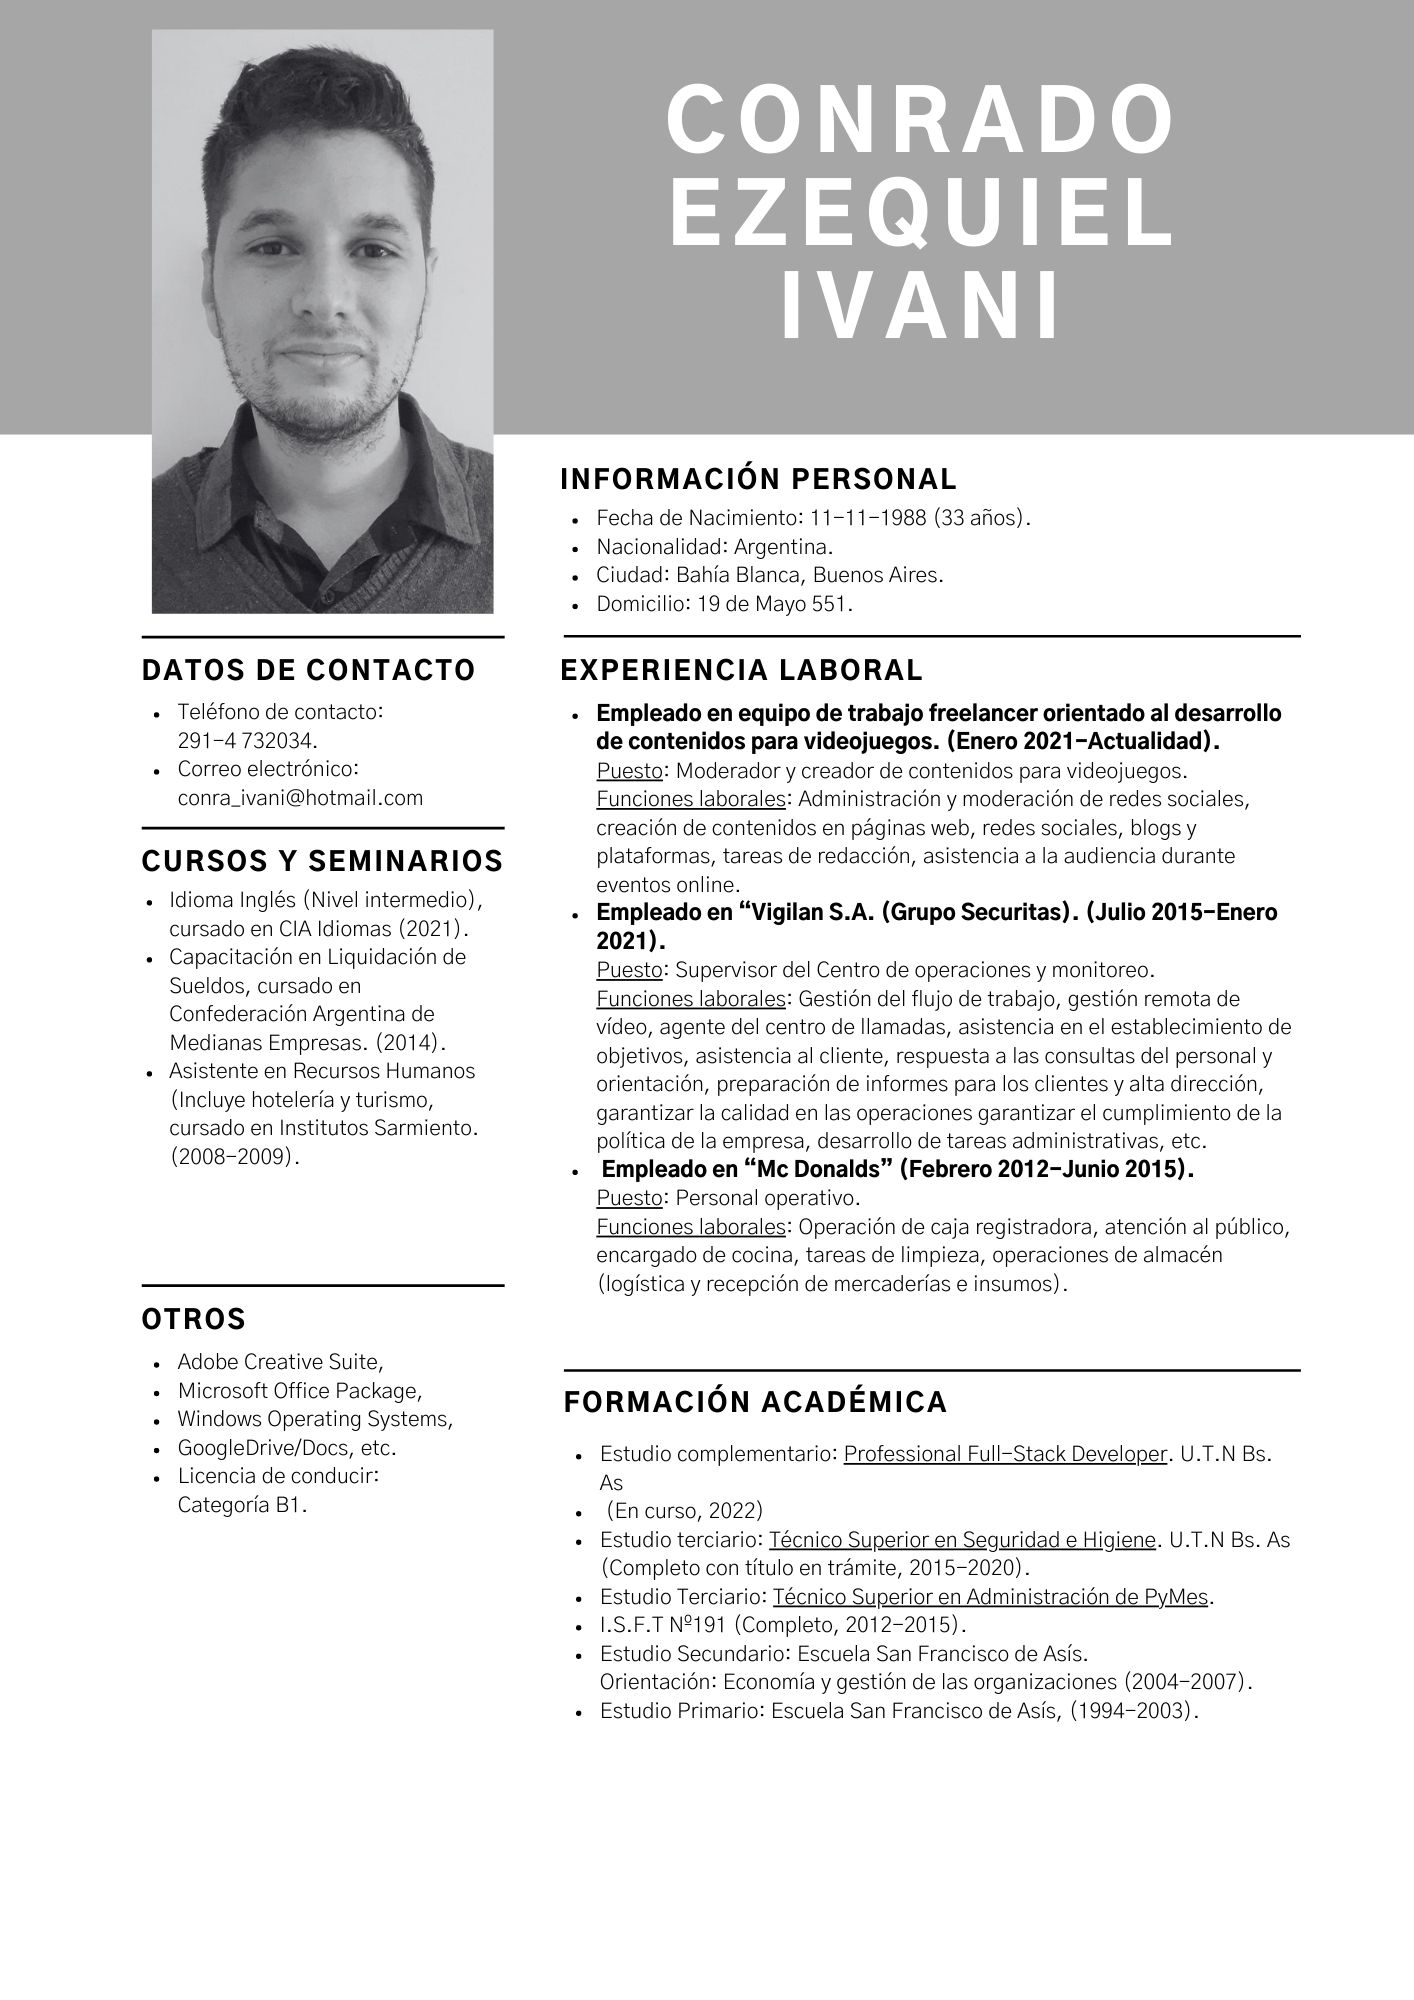 CONRADO
EZEQUIEL
IVANI
INFORMACIÓN PERSONAL
Fecha de Nacimiento: 11-11-1988 (33 años).
Nacionalidad: Argentina.
Ciudad: Bahía Blanca, Buenos Aires.
Domicilio: 19 de Mayo 551.
DATOS DE CONTACTO
Teléfono de contacto:
291-4 732034.
Correo electrónico:
conra_ivani@hotmail.com
CURSOS Y SEMINARIOS
Idioma Inglés (Nivel intermedio),
cursado en CIA Idiomas (2021).
Capacitación en Liquidación de
Sueldos, cursado en
Confederación Argentina de
Medianas Empresas. (2014).
Asistente en Recursos Humanos
(Incluye hotelería y turismo,
cursado en Institutos Sarmiento.
(2008-2009).
OTROS
Adobe Creative Suite,
Microsoft Office Package,
Windows Operating Systems,
GoogleDrive/Docs, etc.
Licencia de conducir:
Categoría B1.
EXPERIENCIA LABORAL
Empleado en equipo de trabajo freelancer orientado al desarrollo
de contenidos para videojuegos. (Enero 2021-Actualidad).
Puesto: Moderador y creador de contenidos para videojuegos.
Funciones laborales: Administración y moderación de redes sociales,
creación de contenidos en páginas web, redes sociales, blogs y
plataformas, tareas de redacción, asistencia a la audiencia durante
eventos online.
Empleado en “Vigilan S.A. (Grupo Securitas). (Julio 2015-Enero
2021).
Puesto: Supervisor del Centro de operaciones y monitoreo.
Funciones laborales: Gestión del flujo de trabajo, gestión remota de
vídeo, agente del centro de llamadas, asistencia en el establecimiento de
objetivos, asistencia al cliente, respuesta a las consultas del personal y
orientación, preparación de informes para los clientes y alta dirección,
garantizar la calidad en las operaciones garantizar el cumplimiento de la
política de la empresa, desarrollo de tareas administrativas, etc.
Empleado en “Mc Donalds” (Febrero 2012-Junio 2015).
Puesto: Personal operativo.
Funciones laborales: Operación de caja registradora, atención al público,
encargado de cocina, tareas de limpieza, operaciones de almacén
(logística y recepción de mercaderías e insumos).
FORMACIÓN ACADÉMICA
Estudio complementario: Professional Full-Stack Developer. U.T.N Bs.
As
(En curso, 2022)
Estudio terciario: Técnico Superior en Seguridad e Higiene. U.T.N Bs. As
(Completo con título en trámite, 2015-2020).
Estudio Terciario: Técnico Superior en Administración de PyMes.
I.S.F.T Nº191 (Completo, 2012-2015).
Estudio Secundario: Escuela San Francisco de Asís.
Orientación: Economía y gestión de las organizaciones (2004-2007).
Estudio Primario: Escuela San Francisco de Asís, (1994-2003).